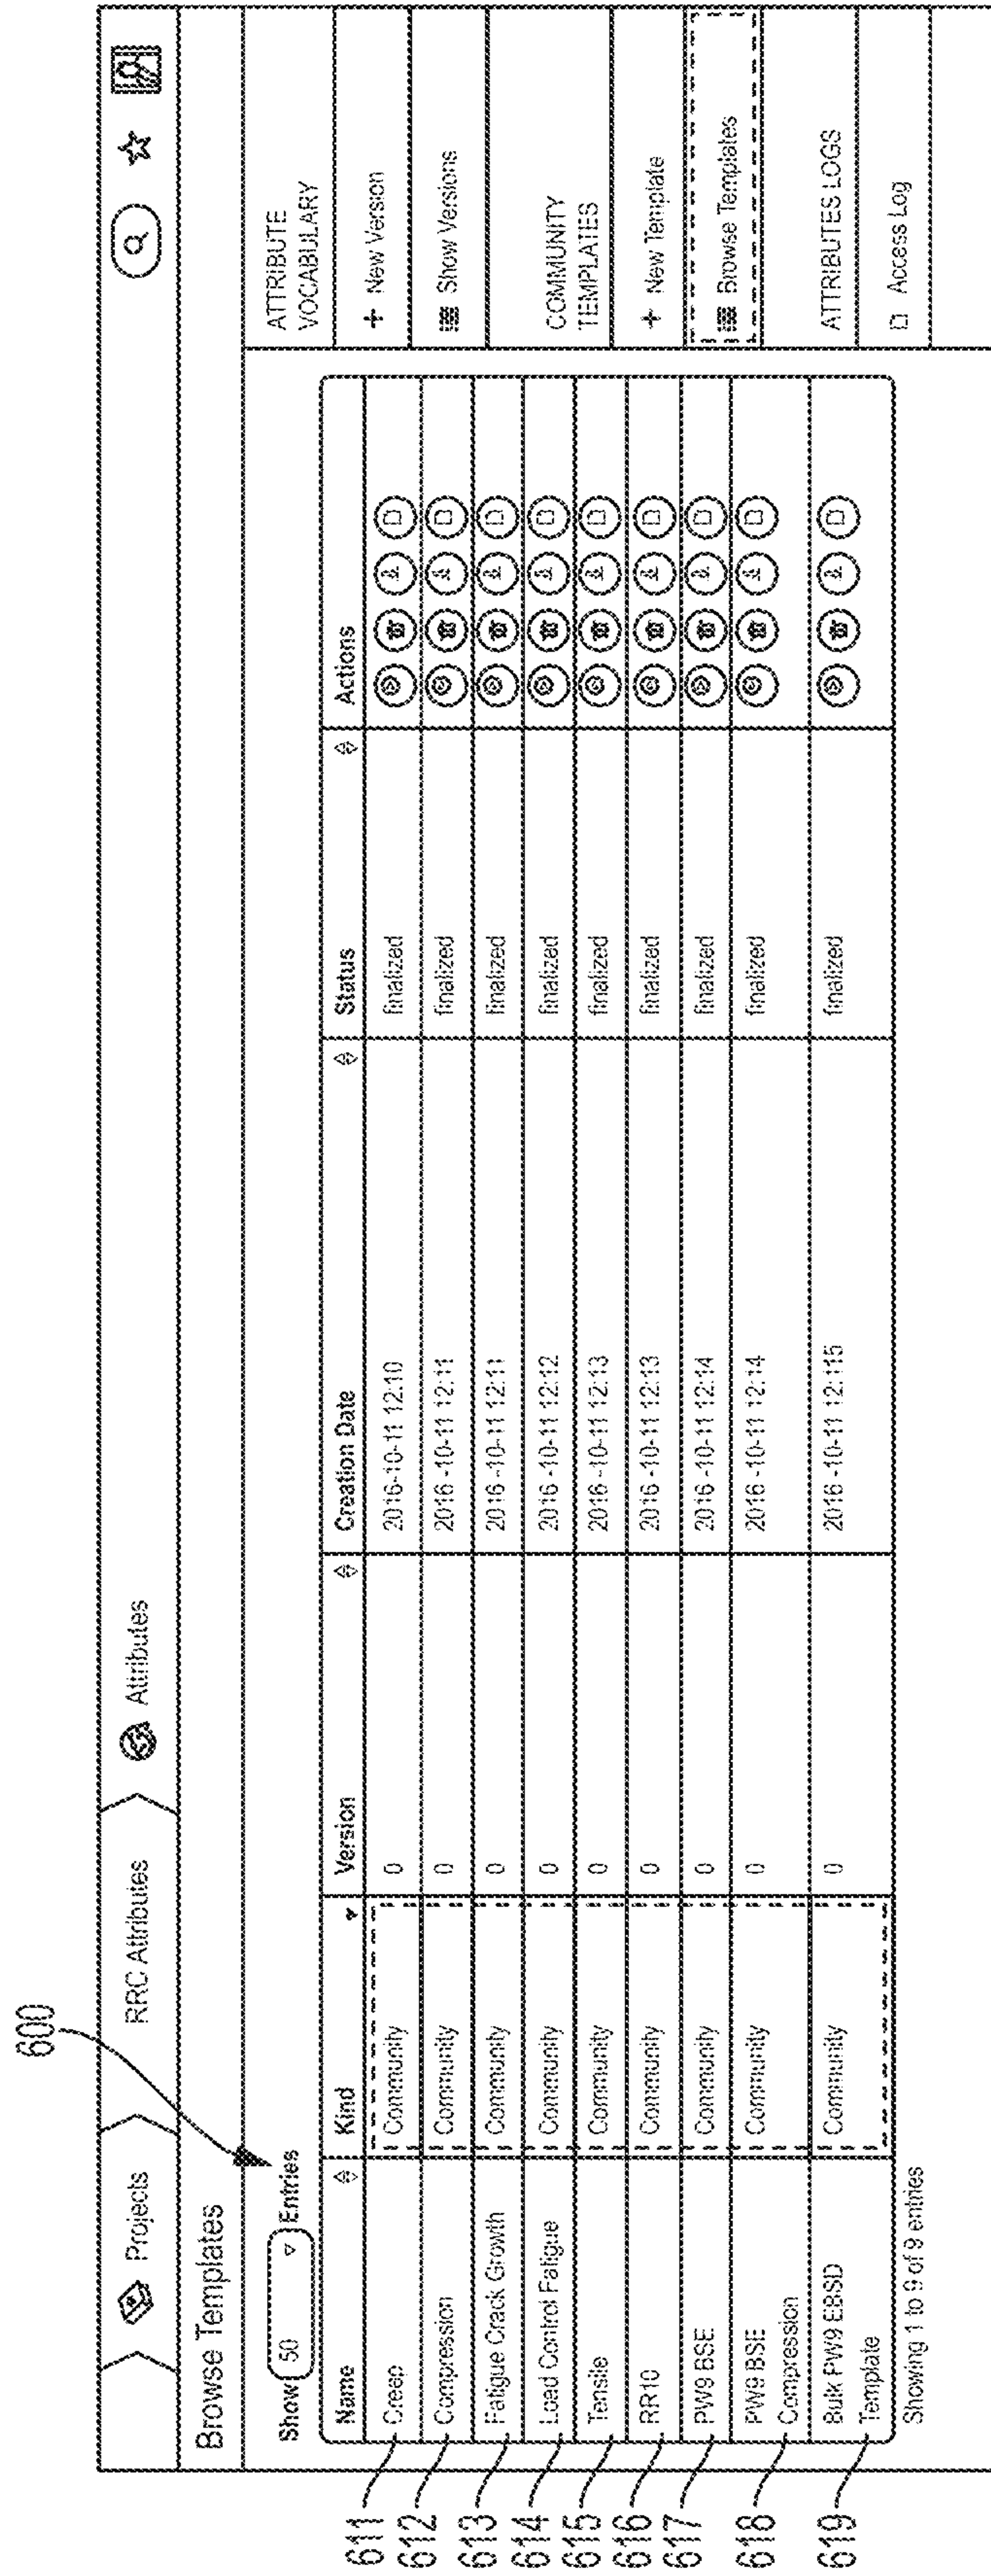 600
Projects
RRC Attributes
Attributes
Browse Templates
Show 50 Entries
Name Kind Version Creation Date Status Actions
611 Creep Community 0 2016-10-11 12:10 finalized
612 Compression Community 0 2016-10-11 12:11 finalized
613 Fatigue Crack Growth Community 0 2016-10-11 12:11 finalized
614 Load Control Fatigue Community 0 2016-10-11 12:12 finalized
615 Tensile Community 0 2016-10-11 12:13 finalized
616 RR10 Community 0 2016-10-11 12:13 finalized
617 PW9 BSE Community 0 2016-10-11 12:14 finalized
618 PW9 BSE Community 0 2016-10-11 12:14 finalized
Compression
619 Bulk PW9 EBSD Community 0 2016-10-11 12:115 finalized
Template
Showing 1 to 9 of 9 entries
ATTRIBUTE
VOCABULARY
+ New Version
Show Versions
COMMUNITY
TEMPLATES
+ New Template
Browse Templates
ATTRIBUTES LOGS
Access Log